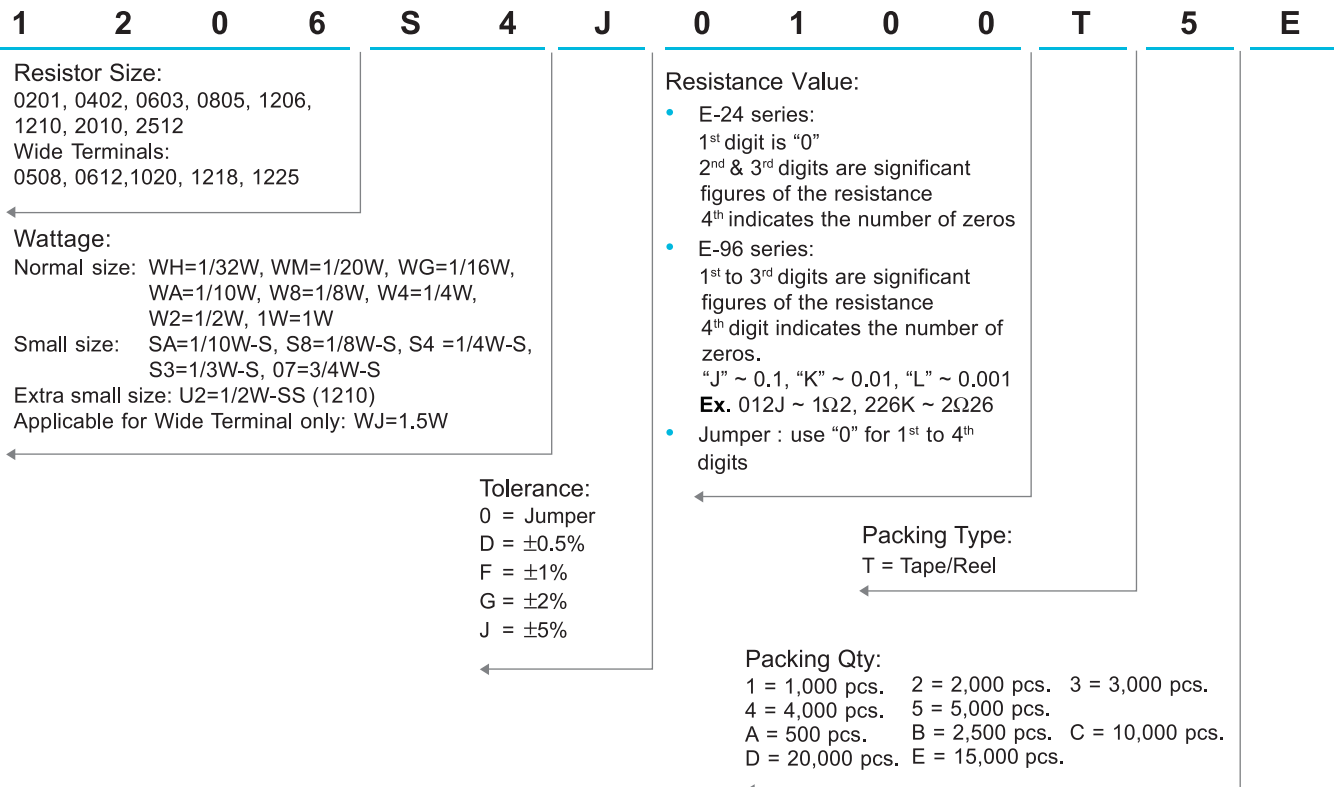 1 2 0 6 S 4 J 0 1 0 0 T 5 E
Resistor Size:
0201, 0402, 0603, 0805, 1206,
1210, 2010, 2512
Wide Terminals:
0508, 0612,1020, 1218, 1225
Wattage:
Normal size: WH=1/32W, WM=1/20W, WG=1/16W,
WA=1/10W, W8=1/8W, W4=1/4W,
W2=1/2W, 1W=1W
Small size: SA=1/10W-S, S8=1/8W-S, S4 =1/4W-S,
S3=1/3W-S, 07=3/4W-S
Extra small size: U2=1/2W-SS (1210)
Applicable for Wide Terminal only: WJ=1.5W
Tolerance:
0 = Jumper
D = ±0.5%
F = ±1%
G = ±2%
J = ±5%
Resistance Value:
• E-24 series:
1st digit is “0”
2nd & 3rd digits are significant
figures of the resistance
4th indicates the number of zeros
• E-96 series:
1st to 3rd digits are significant
figures of the resistance
4th digit indicates the number of
zeros.
“J” ~ 0.1, “K” ~ 0.01, “L” ~ 0.001
Ex. 012J ~ 1Ω2, 226K ~ 2Ω26
• Jumper : use “0” for 1st to 4th
digits
Packing Type:
T = Tape/Reel
Packing Qty:
1 = 1,000 pcs. 2 = 2,000 pcs. 3 = 3,000 pcs.
4 = 4,000 pcs. 5 = 5,000 pcs.
A = 500 pcs. B = 2,500 pcs. C = 10,000 pcs.
D = 20,000 pcs. E = 15,000 pcs.